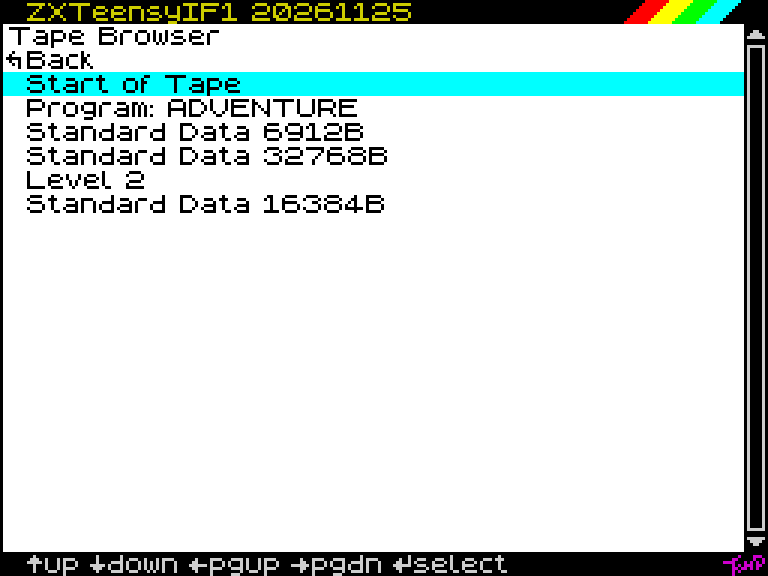 ZXTeensyIF1 20261125
Tape Browser
↰Back
Start of Tape
Program: ADVENTURE
Standard Data 6912B
Standard Data 32768B
Level 2
Standard Data 16384B
↑up ↓down ←pgup →pgdn ↵select